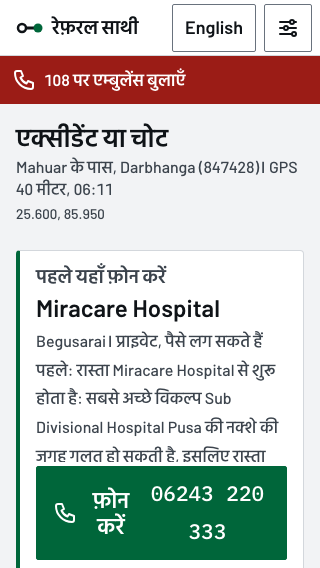 रेफ़रल साथी
English
108 पर एम्बुलेंस बुलाएँ
एक्सीडेंट या चोट
Mahuar के पास, Darbhanga (847428)। GPS
40 मीटर, 06:11
25.600, 85.950
पहले यहाँ फ़ोन करें
Miracare Hospital
Begusarai। प्राइवेट, पैसे लग सकते हैं
पहले: रास्ता Miracare Hospital से शुरू
होता है: सबसे अच्छे विकल्प Sub
Divisional Hospital Pusa की नक्शे की
जगह गलत हो सकती है, इसलिए रास्ता
फ़ोन करें
06243 220 333